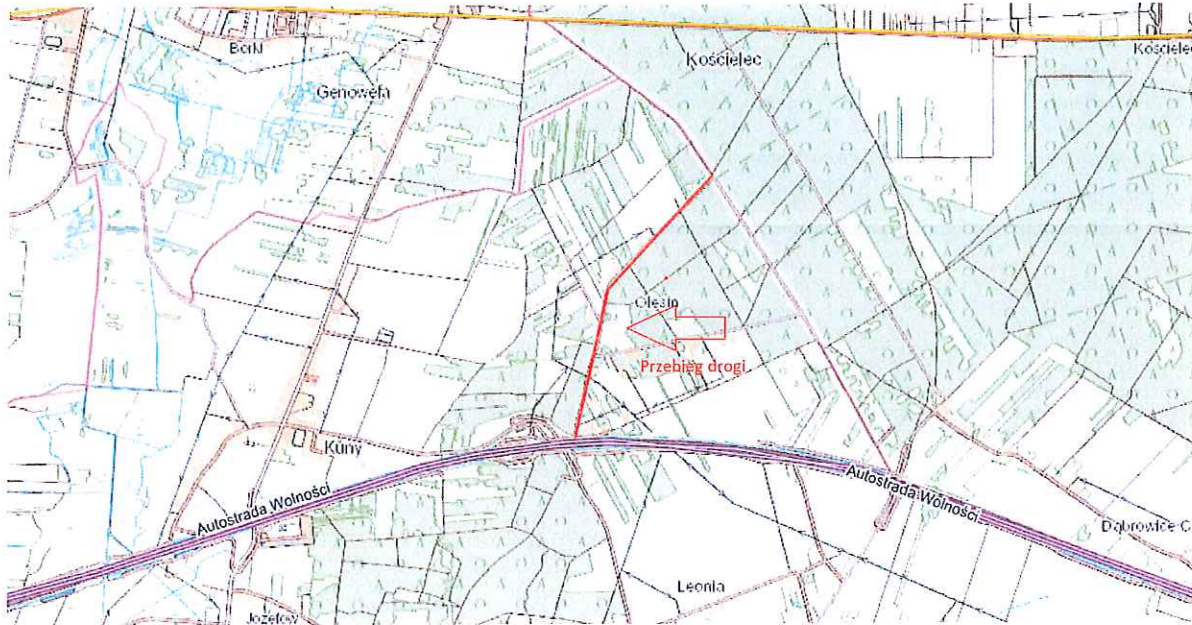 Borki
Kościelec
Kościelec
Genowefa
Olesin
Przebieg drogi
Kuny
Autostrada Wolności
Autostrada Wolności
Dąbrowice
Leonia
Józefów